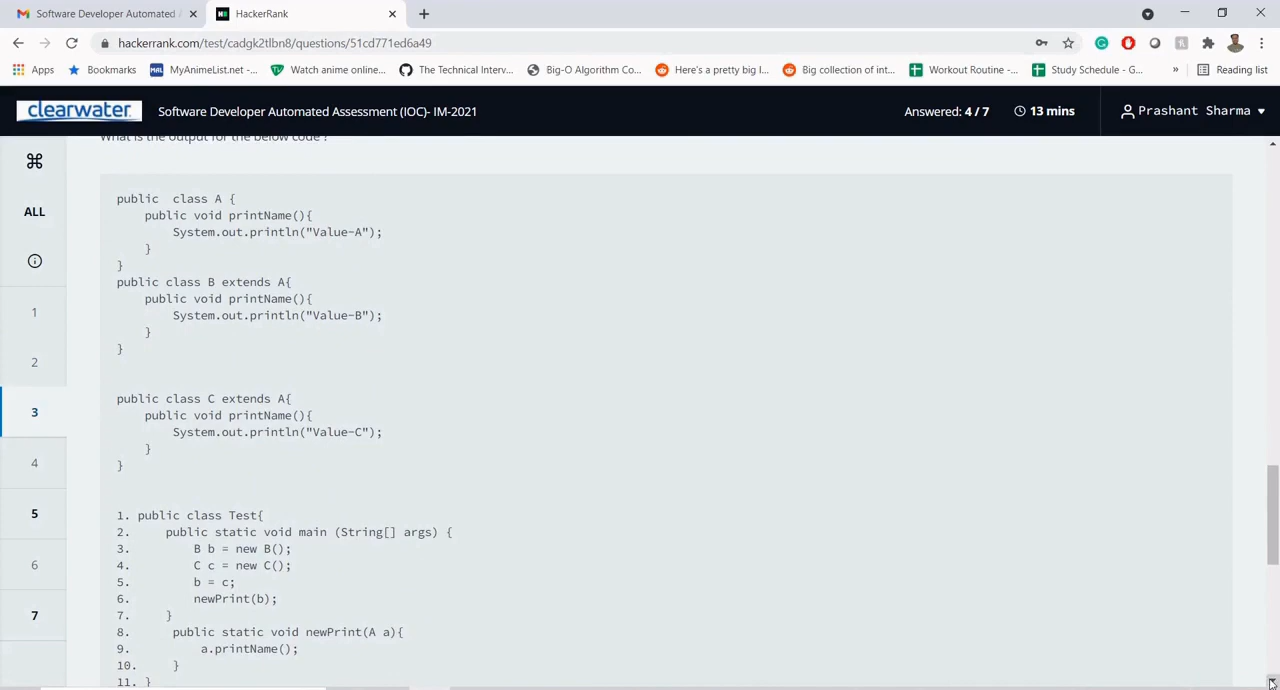 Software Developer Automated
HackerRank
hackerrank.com/test/cadgk2tlbn8/questions/51cd771ed6a49
Apps Bookmarks MyAnimeList.net -... Watch anime online... The Technical Interv... Big-O Algorithm Co... Here's a pretty big l... Big collection of int... Workout Routine -... Study Schedule - G... » Reading list
clearwater Software Developer Automated Assessment (IOC)- IM-2021 Answered: 4 / 7 13 mins Prashant Sharma
What is the output for the below code ?
ALL
1
2
3
4
5
6
7
public  class A {
    public void printName(){
        System.out.println("Value-A");
    }
}
public class B extends A{
    public void printName(){
        System.out.println("Value-B");
    }
}
public class C extends A{
    public void printName(){
        System.out.println("Value-C");
    }
}
1. public class Test{
2.     public static void main (String[] args) {
3.         B b = new B();
4.         C c = new C();
5.         b = c;
6.         newPrint(b);
7.     }
8.      public static void newPrint(A a){
9.          a.printName();
10.     }
11. }